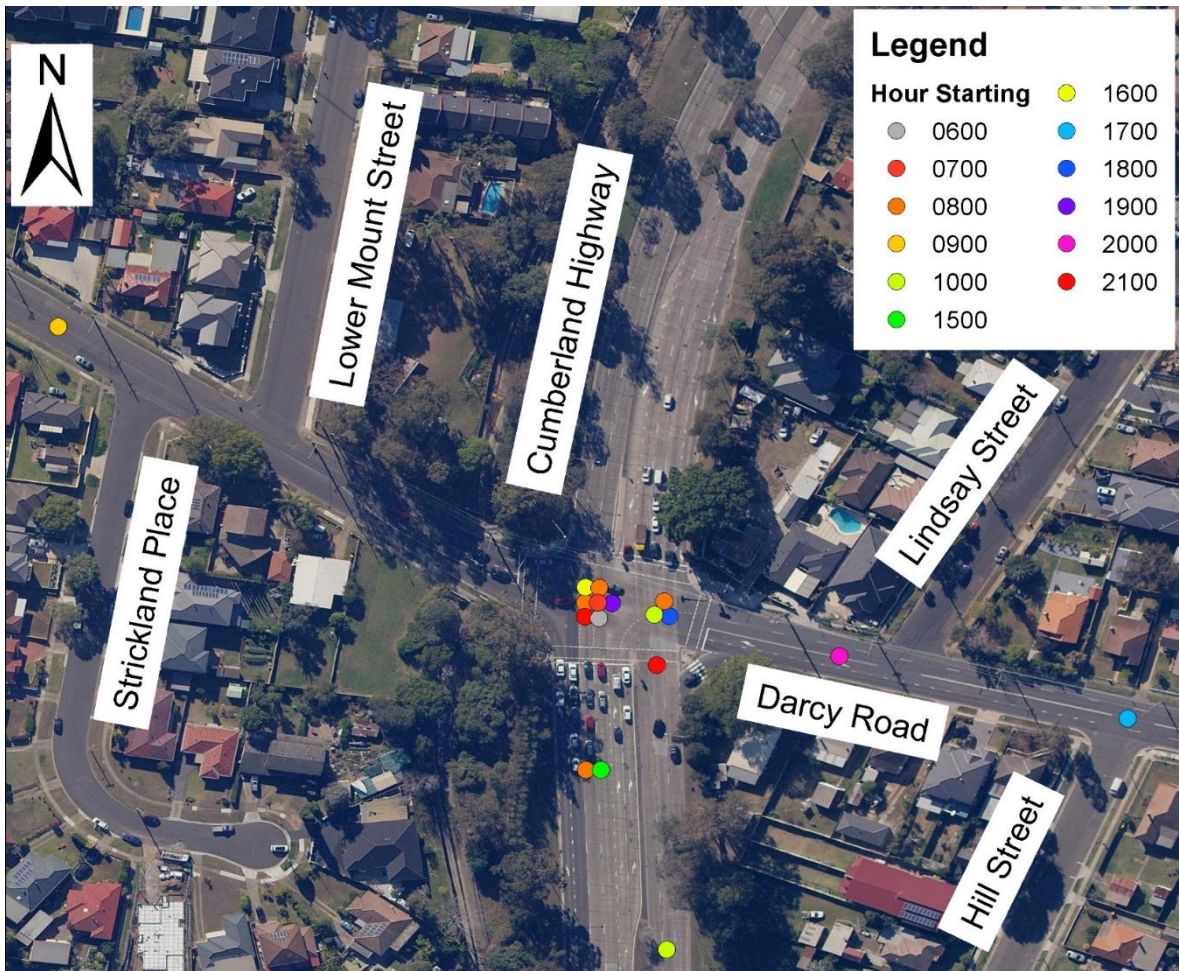 N
Lower Mount Street
Cumberland Highway
Legend
Hour Starting
0600
0700
0800
0900
1000
1500
1600
1700
1800
1900
2000
2100
Lindsay Street
Strickland Place
Darcy Road
Hill Street